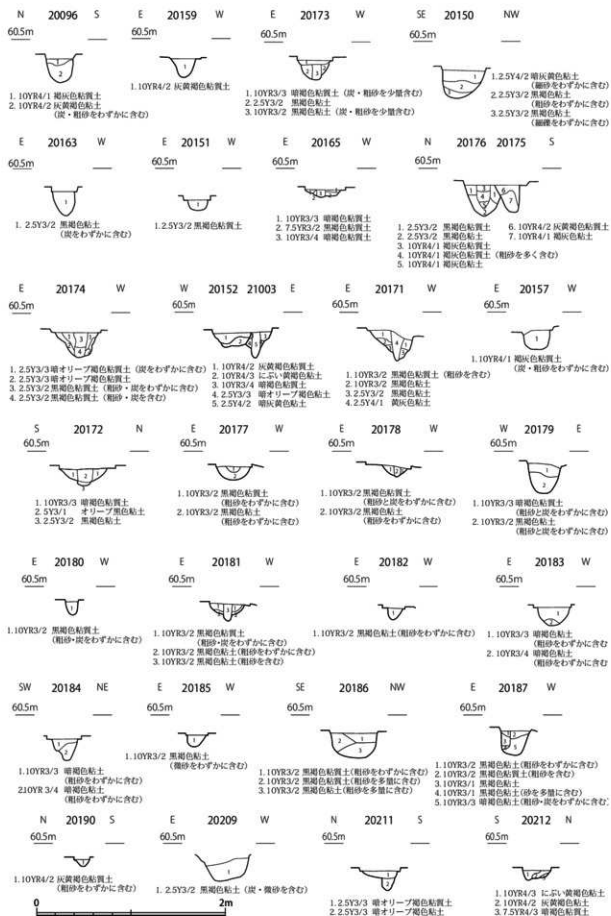 N 20096 S
60.5m
1. 10YR4/1 褐灰色粘質土
2. 10YR4/2 灰黄褐色粘土
(炭・粗砂をわずかに含む)
E 20159 W
60.5m
1.10YR4/2 灰黄褐色粘質土
E 20173 W
60.5m
1.10YR3/3 暗褐色粘質土（炭・粗砂を少量含む）
2.2.5Y3/2 黒褐色粘土
3.10YR3/2 黒褐色粘土（炭・粗砂を少量含む）
SE 20150 NW
60.5m
1.2.5Y4/2 暗灰黄色粘土
(細砂をわずかに含む)
2.2.5Y3/2 黒褐色粘土
(粗砂をわずかに含む)
3.2.5Y3/2 黒褐色粘土
(細礫をわずかに含む)
E 20163 W
60.5m
1. 2.5Y3/2 黒褐色粘土
(炭をわずかに含む)
E 20151 W
60.5m
1.2.5Y3/2 黒褐色粘質土
E 20165 W
60.5m
1. 10YR3/3 暗褐色粘質土
2. 7.5YR3/2 黒褐色粘質土
3. 10YR3/4 暗褐色粘質土
N 20176 20175 S
60.5m
1. 2.5Y3/2 黒褐色粘土
2. 2.5Y3/2 黒褐色粘土
3. 10YR4/1 褐灰色粘質土
4. 10YR4/1 褐灰色粘質土（粗砂を多く含む）
5. 10YR4/1 褐灰色粘土
6. 10YR4/2 灰黄褐色粘質土
7. 10YR4/1 褐灰色粘土
E 20174 W
60.5m
1. 2.5Y3/3 暗オリーブ褐色粘質土（炭をわずかに含む）
2. 2.5Y3/3 暗オリーブ褐色粘質土
3. 2.5Y3/2 黒褐色粘質土（粗砂・炭をわずかに含む）
4. 2.5Y3/2 黒褐色粘質土（粗砂・炭を含む）
W 20152 21003 E
60.5m
1. 10YR4/2 灰黄褐色粘質土
2. 10YR4/3 にぶい黄褐色粘土
3. 10YR3/4 暗褐色粘質土
4. 2.5Y3/3 暗オリーブ褐色粘土
5. 2.5Y4/2 暗灰黄色粘土
E 20171 W
60.5m
1.10YR3/2 黒褐色粘質土（粗砂を含む）
2.10YR3/2 黒褐色粘土
3.2.5Y3/2 黒褐色粘土
4.2.5Y4/1 黄灰色粘土
E 20157 W
60.5m
1.10YR4/1 褐灰色粘質土
(炭・粗砂をわずかに含む)
S 20172 N
60.5m
1. 10YR3/3 暗褐色粘質土
2. 5Y3/1 オリーブ黒色粘土
3. 2.5Y3/2 黒褐色粘土
E 20177 W
60.5m
1.10YR3/2 黒褐色粘質土
(粗砂をわずかに含む)
2.10YR3/2 黒褐色粘土
(粗砂をわずかに含む)
E 20178 W
60.5m
1.10YR3/2 黒褐色粘質土
(粗砂と炭をわずかに含む)
2.10YR3/2 黒褐色粘土
(粗砂をわずかに含む)
W 20179 E
60.5m
1.10YR3/3 暗褐色粘質土
(粗砂と炭をわずかに含む)
2.10YR3/2 黒褐色粘土
(粗砂と炭をわずかに含む)
E 20180 W
60.5m
1.10YR3/2 黒褐色粘質土
(粗砂・炭をわずかに含む)
E 20181 W
60.5m
1.10YR3/2 黒褐色粘質土
(粗砂・炭をわずかに含む)
2.10YR3/2 黒褐色粘土(粗砂をわずかに含む)
3.10YR3/2 黒褐色粘土(粗砂を含む)
E 20182 W
60.5m
1.10YR3/2 黒褐色粘土(粗砂をわずかに含む)
E 20183 W
60.5m
1.10YR3/3 暗褐色粘土
(粗砂をわずかに含む)
2.10YR3/4 暗褐色粘土
(粗砂をわずかに含む)
SW 20184 NE
60.5m
1.10YR3/3 暗褐色粘土
(粗砂をわずかに含む)
2.10YR 3/4 暗褐色粘土
(粗砂をわずかに含む)
E 20185 W
60.5m
1.10YR3/2 黒褐色粘土
(微砂をわずかに含む)
SE 20186 NW
60.5m
1.10YR3/2 黒褐色粘質土(粗砂をわずかに含む)
2.10YR3/2 黒褐色粘質土(粗砂を多量に含む)
3.10YR3/2 黒褐色粘土(粗砂を多量に含む)
E 20187 W
60.5m
1.10YR3/2 黒褐色粘土(粗砂をわずかに含む)
2.10YR3/2 黒褐色粘質土(粗砂を含む)
3.10YR3/1 黒褐色粘土
4.10YR3/1 黒褐色粘土(砂を多量に含む)
5.10YR3/3 暗褐色粘土(粗砂・炭をわずかに含む)
N 20190 S
60.5m
1.10YR4/2 灰黄褐色粘質土
(粗砂をわずかに含む)
E 20209 W
60.5m
1. 2.5Y3/2 黒褐色粘土（炭・微砂を含む）
N 20211 S
60.5m
1. 2.5Y3/3 暗オリーブ褐色粘土
2. 2.5Y3/3 暗オリーブ褐色粘土
S 20212 N
60.5m
1.10YR4/3 にぶい黄褐色粘土
2.10YR4/2 灰黄褐色粘土
3.7.5YR4/3 褐色粘質土
0 2m